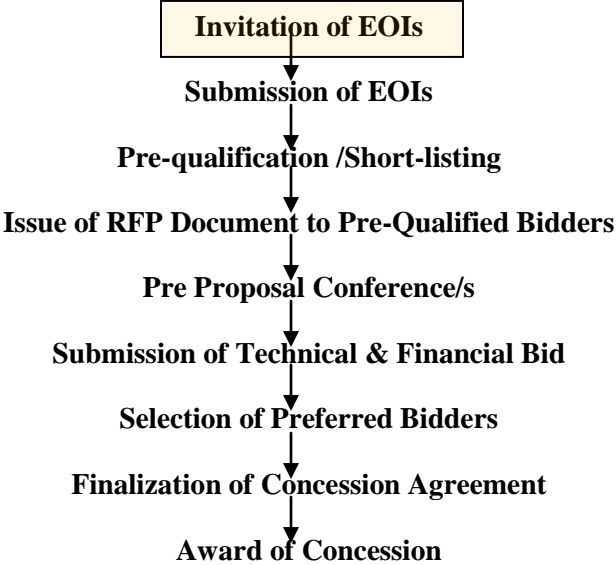 Invitation of EOIs
Submission of EOIs
Pre-qualification /Short-listing
Issue of RFP Document to Pre-Qualified Bidders
Pre Proposal Conference/s
Submission of Technical & Financial Bid
Selection of Preferred Bidders
Finalization of Concession Agreement
Award of Concession